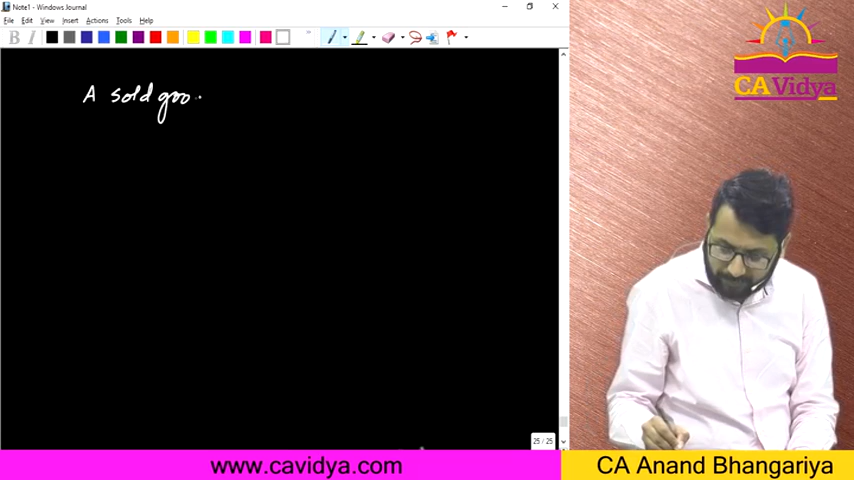 Note1 - Windows Journal
File Edit View Insert Actions Tools Help
B I
A sold goo
CA Vidya
25 / 25
www.cavidya.com
CA Anand Bhangariya